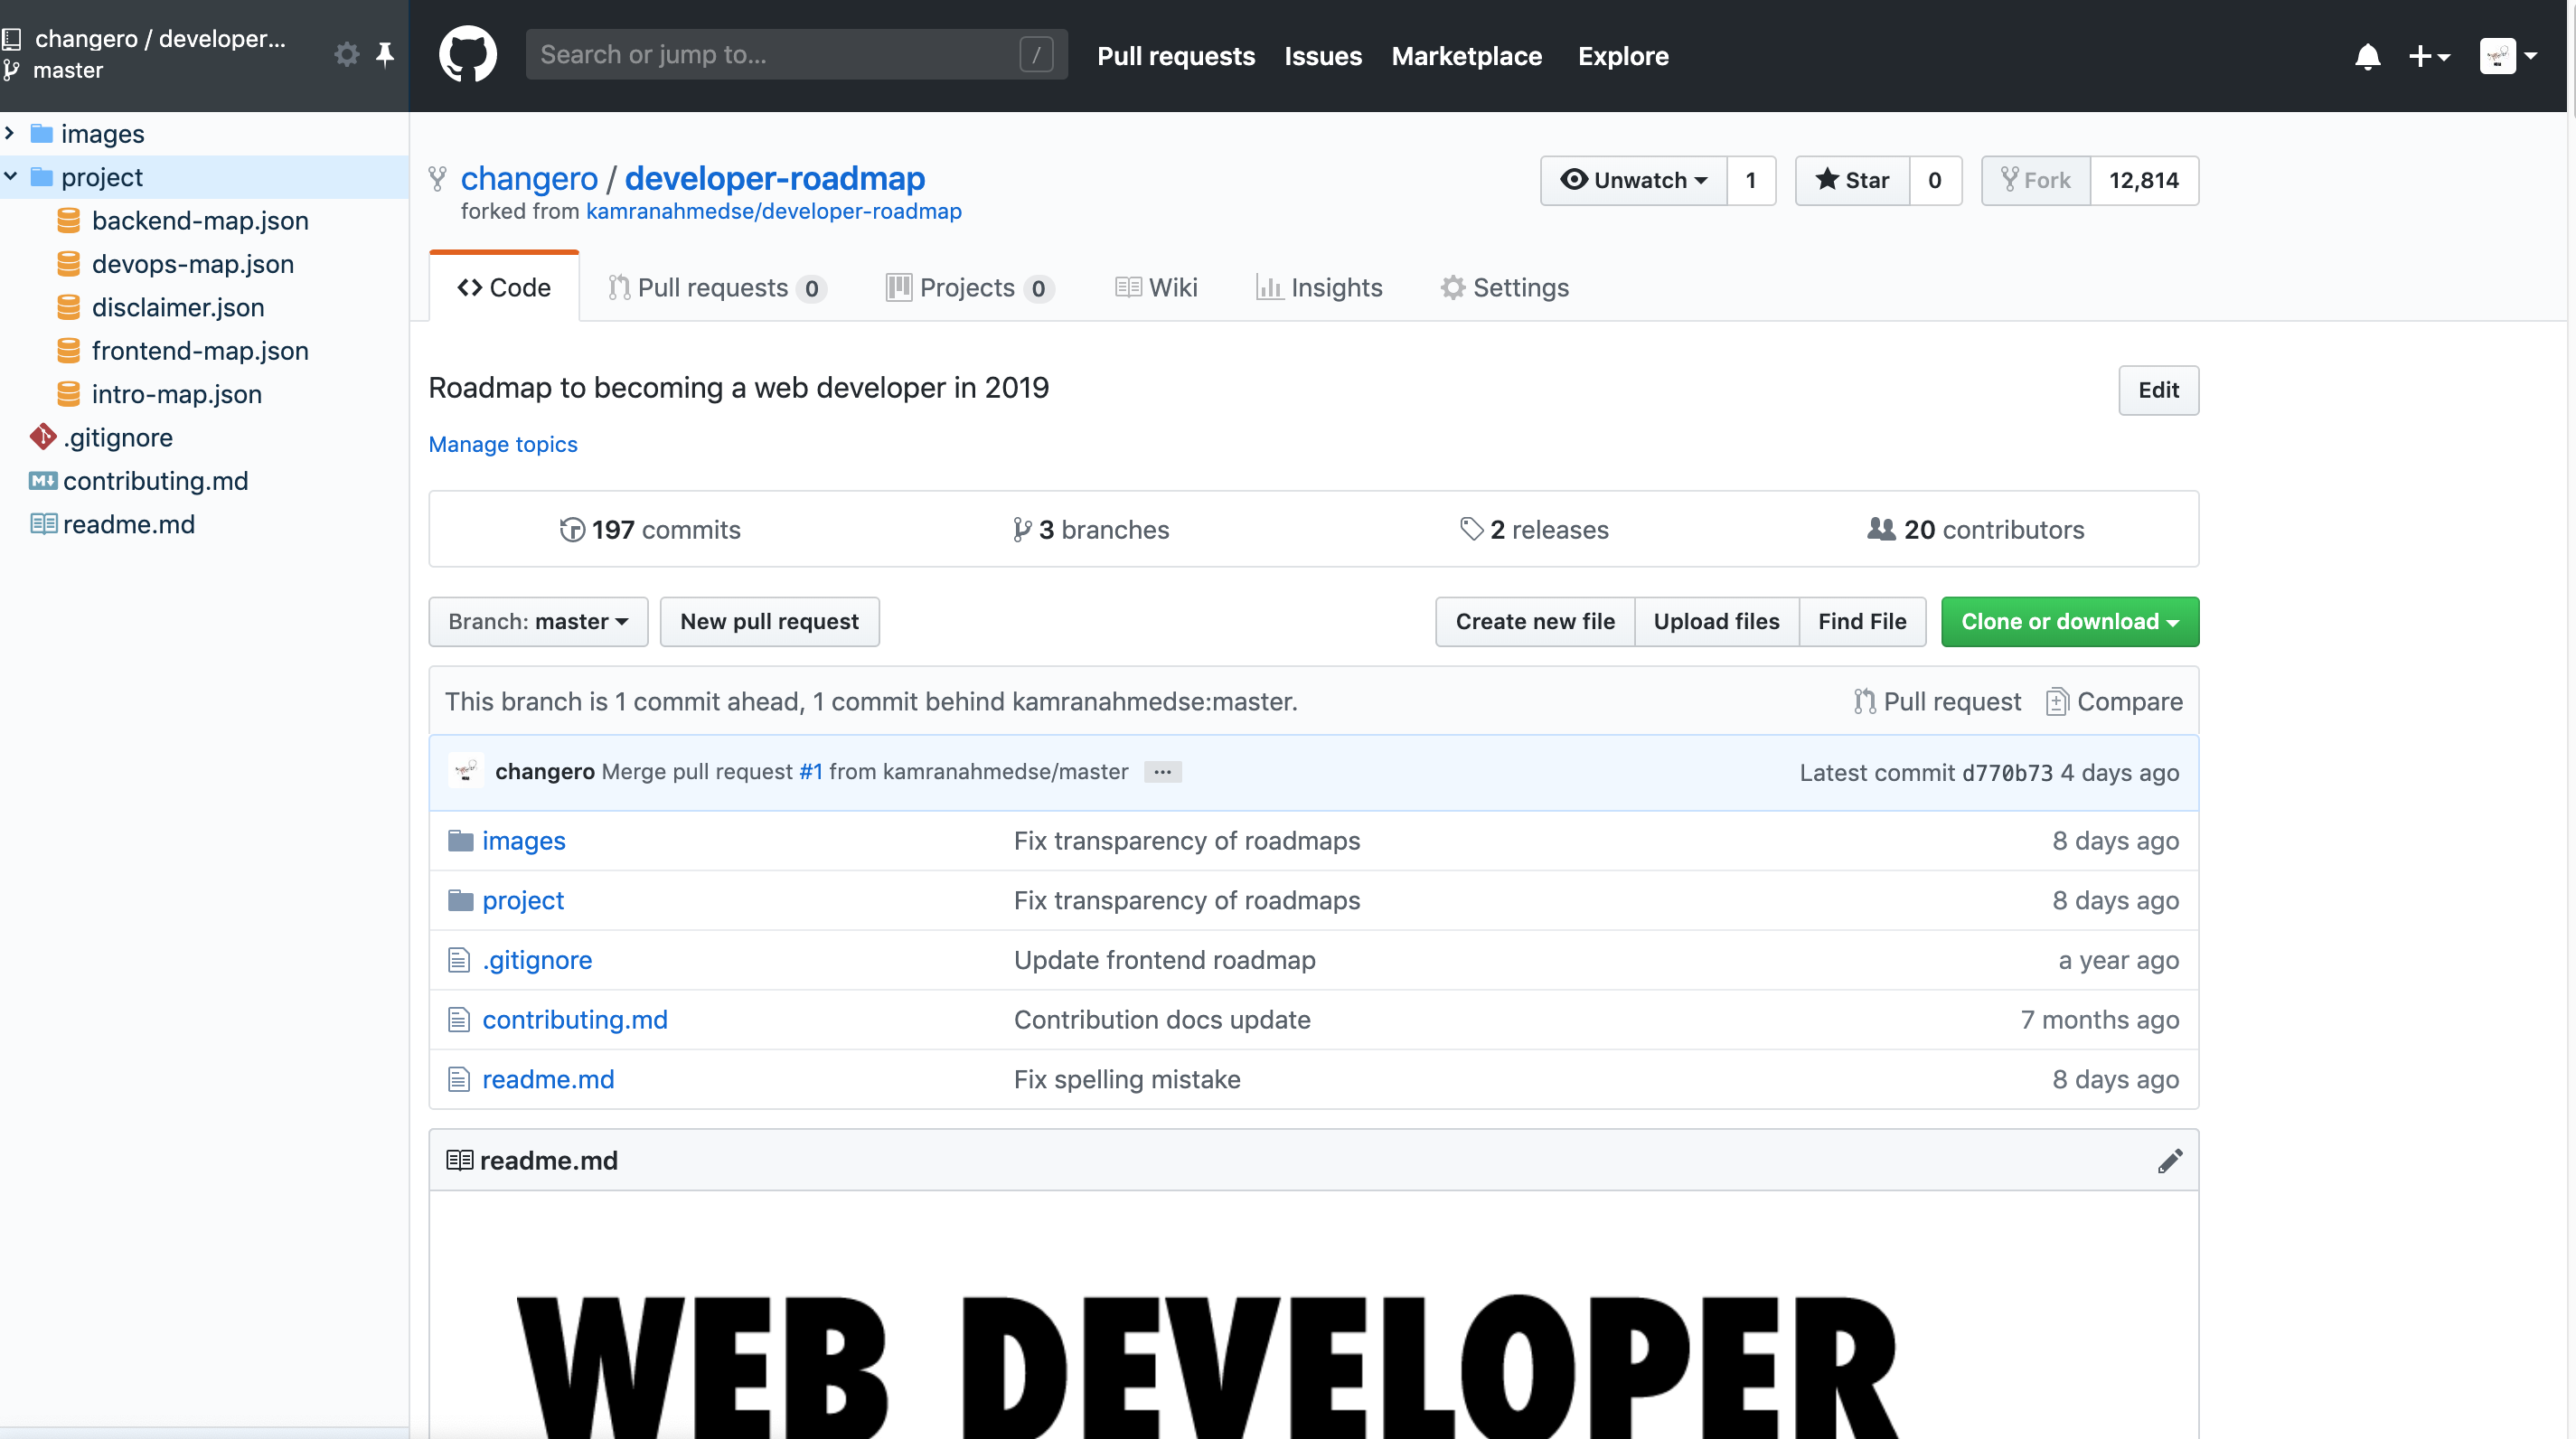 changero / developer...
master
images
project
backend-map.json
devops-map.json
disclaimer.json
frontend-map.json
intro-map.json
.gitignore
contributing.md
readme.md
Search or jump to... /
Pull requests Issues Marketplace Explore
changero / developer-roadmap
forked from kamranahmedse/developer-roadmap
Unwatch 1 Star 0 Fork 12,814
Code Pull requests 0 Projects 0 Wiki Insights Settings
Roadmap to becoming a web developer in 2019
Edit
Manage topics
197 commits 3 branches 2 releases 20 contributors
Branch: master New pull request Create new file Upload files Find File Clone or download
This branch is 1 commit ahead, 1 commit behind kamranahmedse:master. Pull request Compare
changero Merge pull request #1 from kamranahmedse/master ... Latest commit d770b73 4 days ago
images Fix transparency of roadmaps 8 days ago
project Fix transparency of roadmaps 8 days ago
.gitignore Update frontend roadmap a year ago
contributing.md Contribution docs update 7 months ago
readme.md Fix spelling mistake 8 days ago
readme.md
WEB DEVELOPER